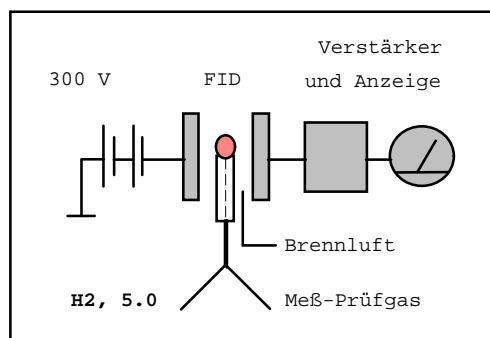 Verstärker
300 V FID und Anzeige
Brennluft
H2, 5.0 Meß-Prüfgas